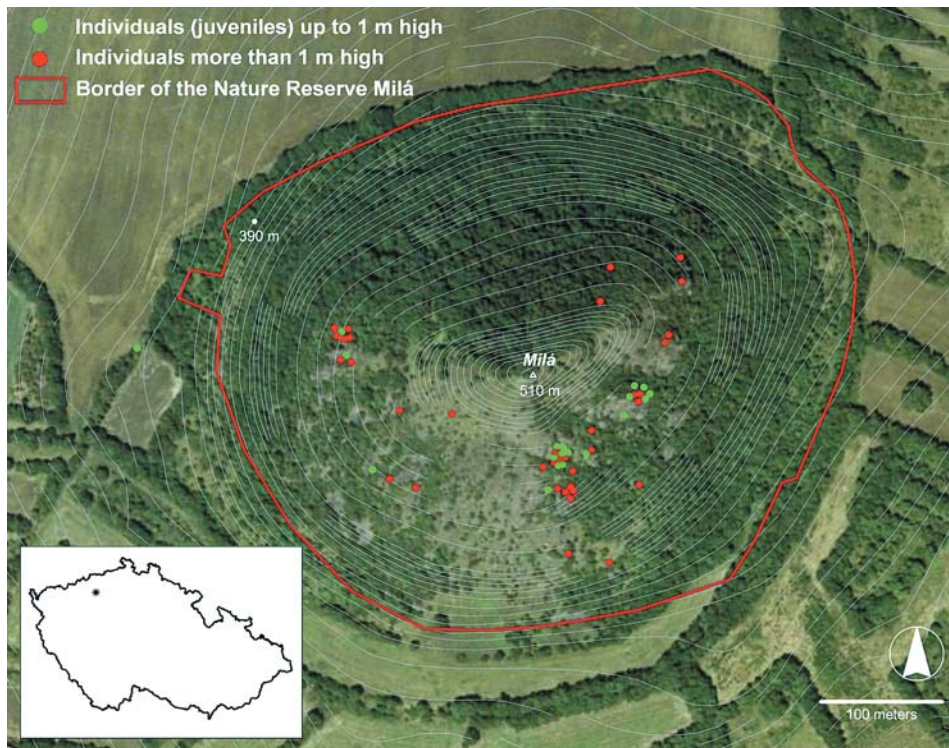 Individuals (juveniles) up to 1 m high
Individuals more than 1 m high
Border of the Nature Reserve Milá
390 m
Milá
510 m
100 meters